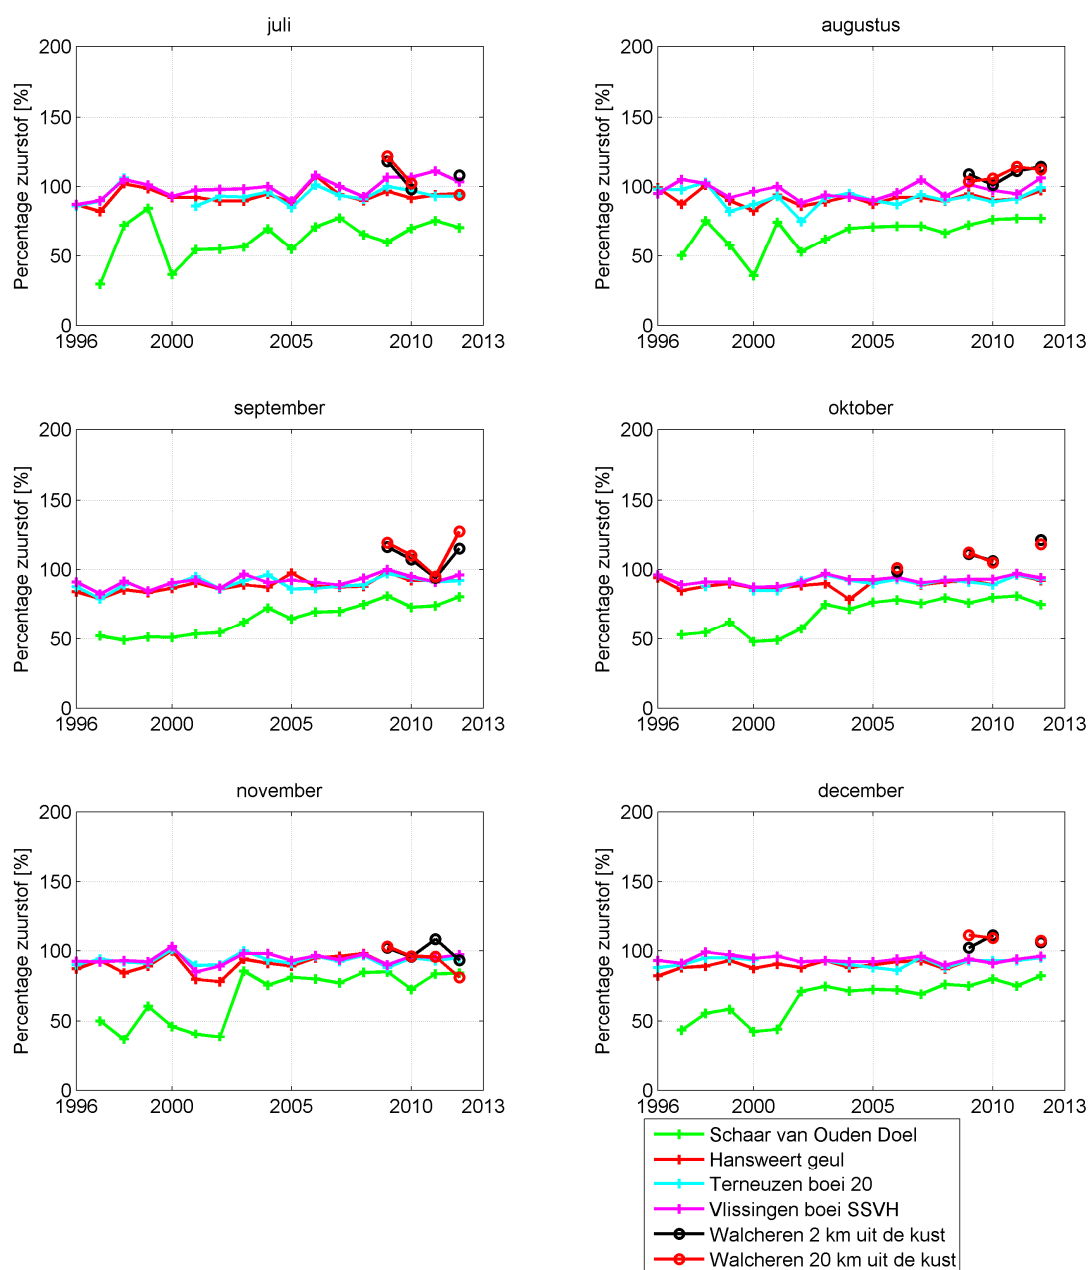 juli
augustus
200
150
100
50
0
Percentage zuurstof [%]
1996 2000 2005 2010 2013
200
150
100
50
0
Percentage zuurstof [%]
1996 2000 2005 2010 2013
september
oktober
200
150
100
50
0
Percentage zuurstof [%]
1996 2000 2005 2010 2013
200
150
100
50
0
Percentage zuurstof [%]
1996 2000 2005 2010 2013
november
december
200
150
100
50
0
Percentage zuurstof [%]
1996 2000 2005 2010 2013
200
150
100
50
0
Percentage zuurstof [%]
1996 2000 2005 2010 2013
Schaar van Ouden Doel
Hansweert geul
Terneuzen boei 20
Vlissingen boei SSVH
Walcheren 2 km uit de kust
Walcheren 20 km uit de kust